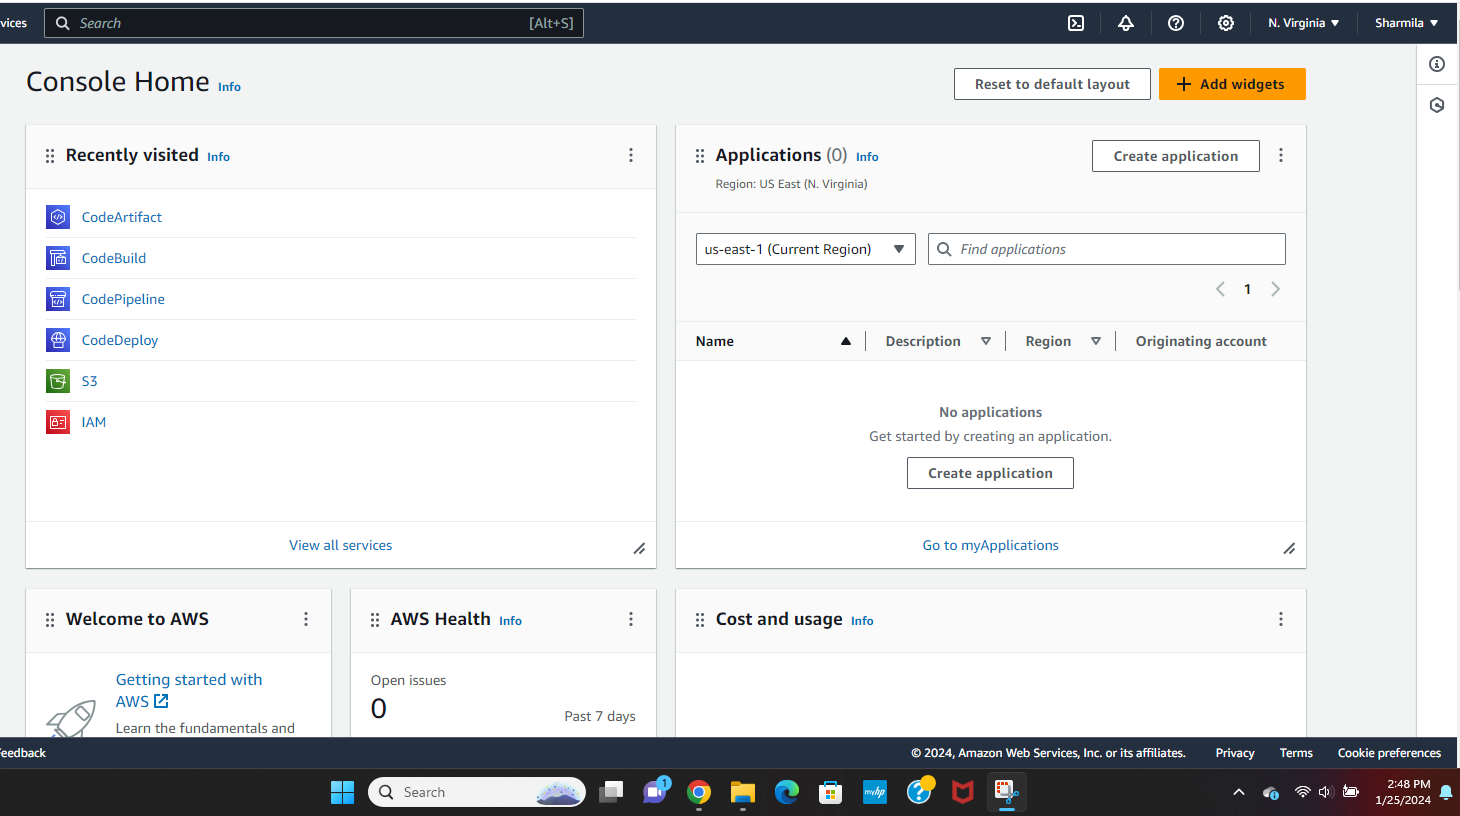 vices
Search
[Alt+S]
N. Virginia
Sharmila
Console Home Info
Reset to default layout
Add widgets
Recently visited Info
CodeArtifact
CodeBuild
CodePipeline
CodeDeploy
S3
IAM
View all services
Applications (0) Info
Region: US East (N. Virginia)
Create application
us-east-1 (Current Region)
Find applications
1
Name
Description
Region
Originating account
No applications
Get started by creating an application.
Create application
Go to myApplications
Welcome to AWS
Getting started with
AWS
Learn the fundamentals and
AWS Health Info
Open issues
0
Past 7 days
Cost and usage Info
eedback
© 2024, Amazon Web Services, Inc. or its affiliates.
Privacy
Terms
Cookie preferences
Search
1
myhp
2:48 PM
1/25/2024